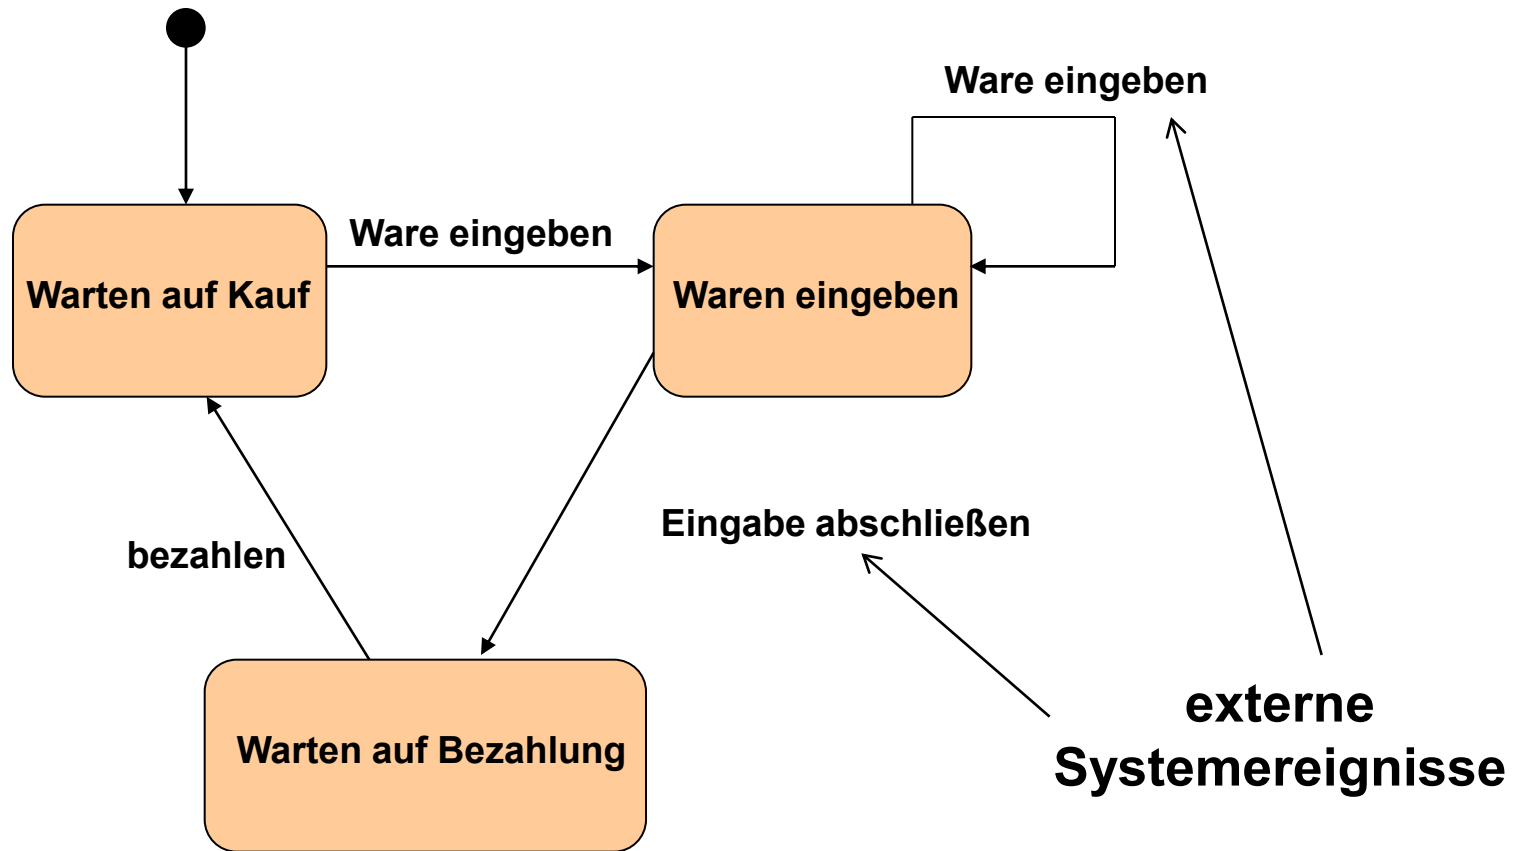 Ware eingeben
Ware eingeben
Warten auf Kauf
Waren eingeben
Eingabe abschließen
bezahlen
externe
Systemereignisse
Warten auf Bezahlung